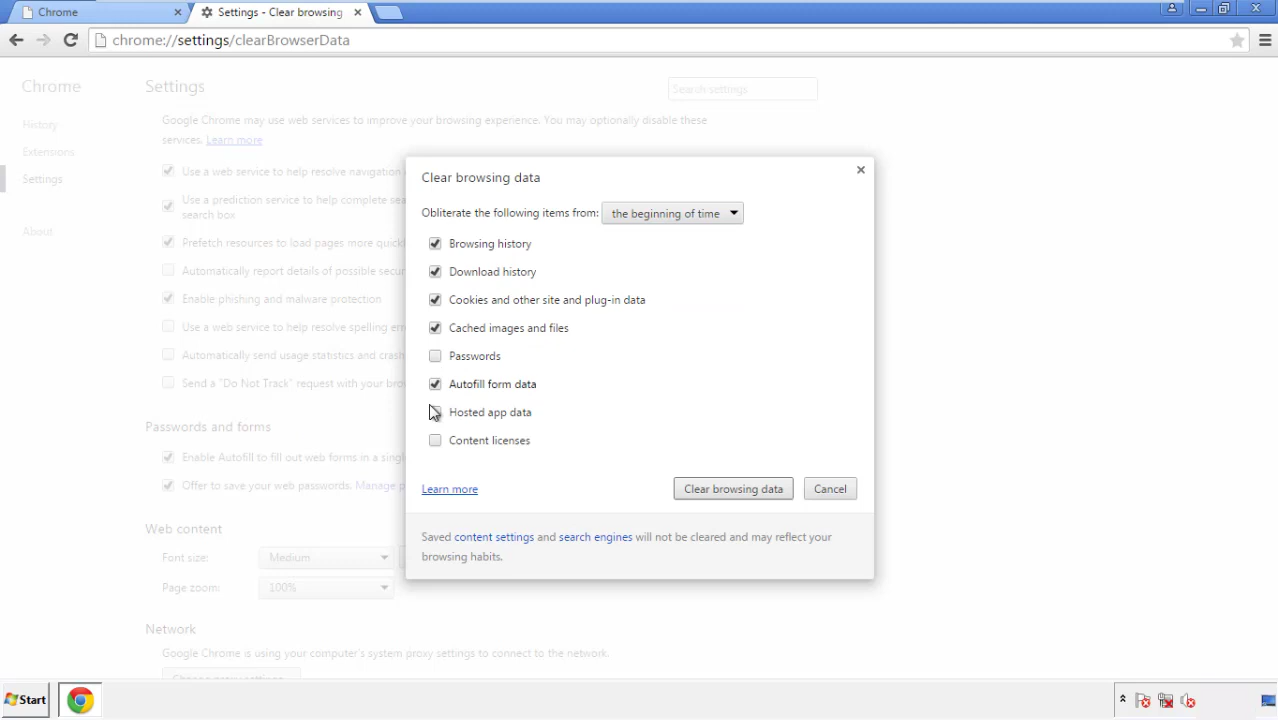 Chrome
Settings - Clear browsing
chrome://settings/clearBrowserData
Chrome
History
Extensions
Settings
About
Settings
Search settings
Google Chrome may use web services to improve your browsing experience. You may optionally disable these
services. Learn more
Use a web service to help resolve navigation
Use a prediction service to help complete
search box
Prefetch resources to load pages more
Automatically report details of possible
Enable phishing and malware protection
Use a web service to help resolve spelling
Automatically send usage statistics and
Send a "Do Not Track" request with your
Passwords and forms
Enable Autofill to fill out web forms in a
Offer to save your web passwords. Manage
Web content
Font size: Medium
Page zoom: 100%
Network
Google Chrome is using your computer's system proxy settings to connect to the network.
Clear browsing data
Obliterate the following items from: the beginning of time
Browsing history
Download history
Cookies and other site and plug-in data
Cached images and files
Passwords
Autofill form data
Hosted app data
Content licenses
Learn more
Clear browsing data
Cancel
Saved content settings and search engines will not be cleared and may reflect your
browsing habits.
Start